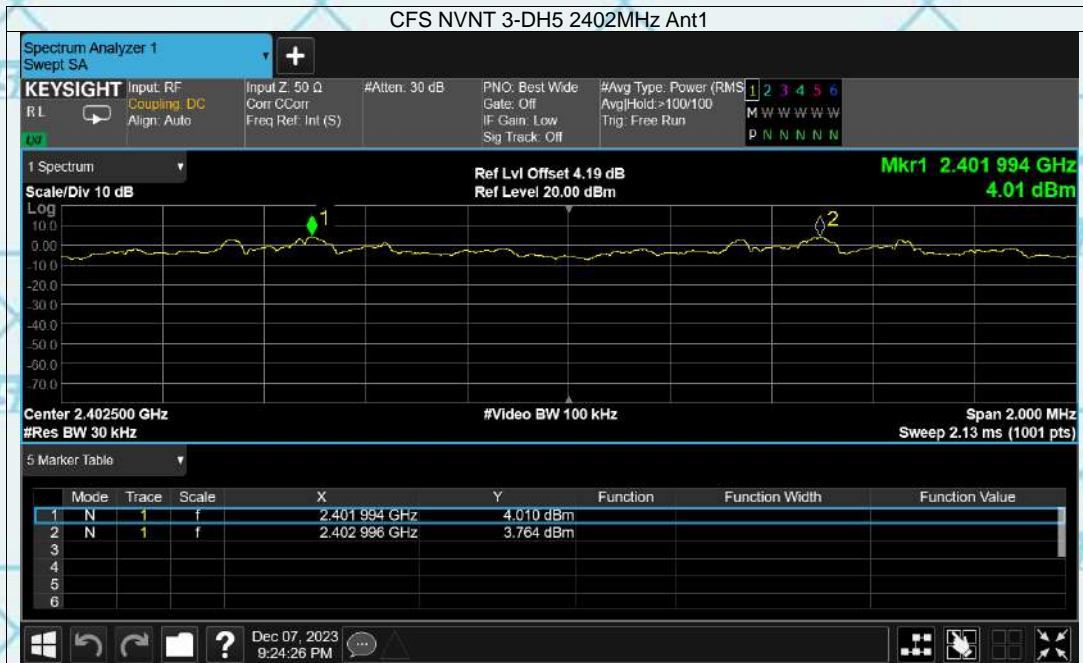 CFS NVNT 3-DH5 2402MHz Ant1
Spectrum Analyzer 1
Swept SA
+
KEYSIGHT Input: RF Input Z: 50 Ω #Atten: 30 dB PNO: Best Wide #Avg Type: Power (RMS 1 2 3 4 5 6
RL Coupling: DC Corr CCorr Gate: Off Avg|Hold:>100/100 M W W W W W
Align: Auto Freq Ref: Int (S) IF Gain: Low Trig: Free Run
Sig Track: Off P N N N N N
1 Spectrum Ref Lvl Offset 4.19 dB Mkr1 2.401 994 GHz
Scale/Div 10 dB Ref Level 20.00 dBm 4.01 dBm
Log
1 2
10.0
0.00
-10.0
-20.0
-30.0
-40.0
-50.0
-60.0
-70.0
Center 2.402500 GHz #Video BW 100 kHz Span 2.000 MHz
#Res BW 30 kHz Sweep 2.13 ms (1001 pts)
5 Marker Table
Mode Trace Scale X Y Function Function Width Function Value
1 N 1 f 2.401 994 GHz 4.010 dBm
2 N 1 f 2.402 996 GHz 3.764 dBm
3
4
5
6
? Dec 07, 2023
9:24:26 PM